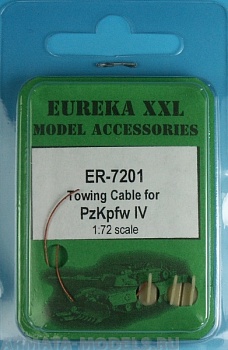 EUREKA XXL
MODEL ACCESSORIES
ER-7201
Towing Cable for
PzKpfw IV
1:72 scale